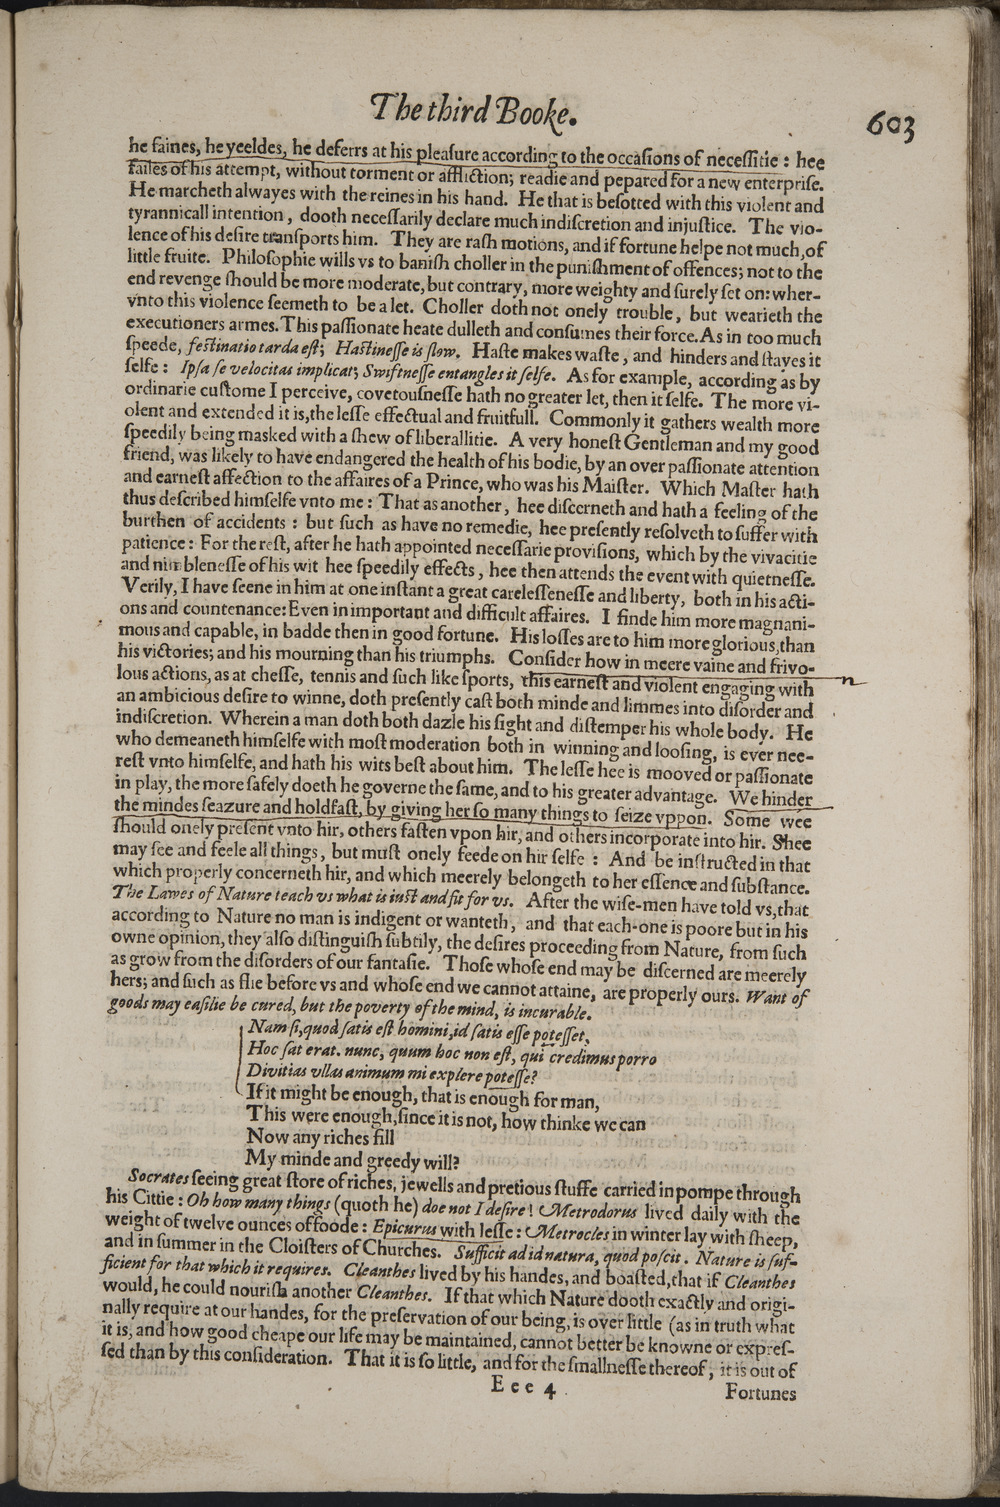 The third Booke.
603
he faines, he yeeldes, he deferrs at his pleaſure according to the occaſions of neceſſitie : hee
failes of his attempt, without torment or affliction; readie and pepared for a new enterpriſe.
He marcheth alwayes with the reines in his hand. He that is beſotted with this violent and
tyrannicall intention, dooth neceſſarily declare much indiſcretion and injuſtice. The vio-
lence of his deſire tranſports him. They are raſh motions, and if fortune helpe not much, of
little fruite. Philoſophie wills vs to baniſh choller in the puniſhment of offences; not to the
end revenge ſhould be more moderate, but contrary, more weighty and ſurely ſet on: wher-
vnto this violence ſeemeth to be a let. Choller doth not onely trouble, but wearieth the
executioners armes. This paſſionate heate dulleth and conſumes their force. As in too much
ſpeede, feſtinatio tarda eſt; Haſtineſſe is ſlow. Haſte makes waſte, and hinders and ſtayes it
ſelfe : Ipſa ſe velocitas implicat; Swiftneſſe entangles it ſelfe. As for example, according as by
ordinarie cuſtome I perceive, covetouſneſſe hath no greater let, then it ſelfe. The more vi-
olent and extended it is, the leſſe effectual and fruitfull. Commonly it gathers wealth more
ſpeedily being masked with a ſhew of liberallitie. A very honeſt Gentleman and my good
friend, was likely to have endangered the health of his bodie, by an over paſſionate attention
and earneſt affection to the affaires of a Prince, who was his Maiſter. Which Maſter hath
thus deſcribed himſelfe vnto me : That as another, hee diſcerneth and hath a feeling of the
burthen of accidents : but ſuch as have no remedie, hee preſently reſolveth to ſuffer with
patience : For the reſt, after he hath appointed neceſſarie proviſions, which by the vivacitie
and nimbleneſſe of his wit hee ſpeedily effects, hee then attends the event with quietneſſe.
Verily, I have ſeene in him at one inſtant a great careleſſeneſſe and liberty, both in his acti-
ons and countenance: Even in important and difficult affaires. I finde him more magnani-
mous and capable, in badde then in good fortune. His loſſes are to him more glorious, than
his victories; and his mourning than his triumphs. Conſider how in meere vaine and frivo-
lous actions, as at cheſſe, tennis and ſuch like ſports, this earneſt and violent engaging with
an ambicious deſire to winne, doth preſently caſt both minde and limmes into diſorder and
indiſcretion. Wherein a man doth both dazle his ſight and diſtemper his whole body. He
who demeaneth himſelfe with moſt moderation both in winning and looſing, is ever nee-
reſt vnto himſelfe, and hath his wits beſt about him. The leſſe hee is mooved or paſſionate
in play, the more ſafely doeth he governe the ſame, and to his greater advantage. We hinder
the mindes ſeazure and holdfaſt, by giving her ſo many things to ſeize vppon. Some wee
ſhould onely preſent vnto hir, others faſten vpon hir, and others incorporate into hir. Shee
may ſee and feele all things, but muſt onely feede on hir ſelfe : And be inſtructed in that
which properly concerneth hir, and which meerely belongeth to her eſſence and ſubſtance.
The Lawes of Nature teach vs what is iuſt and fit for vs. After the wiſe-men have told vs, that
according to Nature no man is indigent or wanteth, and that each-one is poore but in his
owne opinion, they alſo diſtinguiſh ſubtily, the deſires proceeding from Nature, from ſuch
as grow from the diſorders of our fantaſie. Thoſe whoſe end may be diſcerned are meerely
hers; and ſuch as flie before vs and whoſe end we cannot attaine, are properly ours. Want of
goods may eaſilie be cured, but the poverty of the mind, is incurable.
Nam ſi, quod ſatis eſt homini, id ſatis eſſe poteſſet,
Hoc ſat erat. nunc, quum hoc non eſt, qui credimus porro
Divitias vllas animum mi explere poteſſe?
If it might be enough, that is enough for man,
This were enough, ſince it is not, how thinke we can
Now any riches fill
My minde and greedy will?
Socrates ſeeing great ſtore of riches, jewells and pretious ſtuffe carried in pompe through
his Cittie : Oh how many things (quoth he) doe not I deſire! Metrodorus lived daily with the
weight of twelve ounces of foode : Epicurus with leſſe : Metrocles in winter lay with ſheep,
and in ſummer in the Cloiſters of Churches. Sufficit ad id natura, quod poſcit. Nature is ſuf-
ficient for that which it requires. Cleanthes lived by his handes, and boaſted, that if Cleanthes
would, he could nouriſh another Cleanthes. If that which Nature dooth exactly and origi-
nally require at our handes, for the preſervation of our being, is over little (as in truth what
it is, and how good cheape our life may be maintained, cannot better be knowne or expreſ-
ſed than by this conſideration. That it is ſo little, and for the ſmallneſſe thereof, it is out of
Eee 4
Fortunes